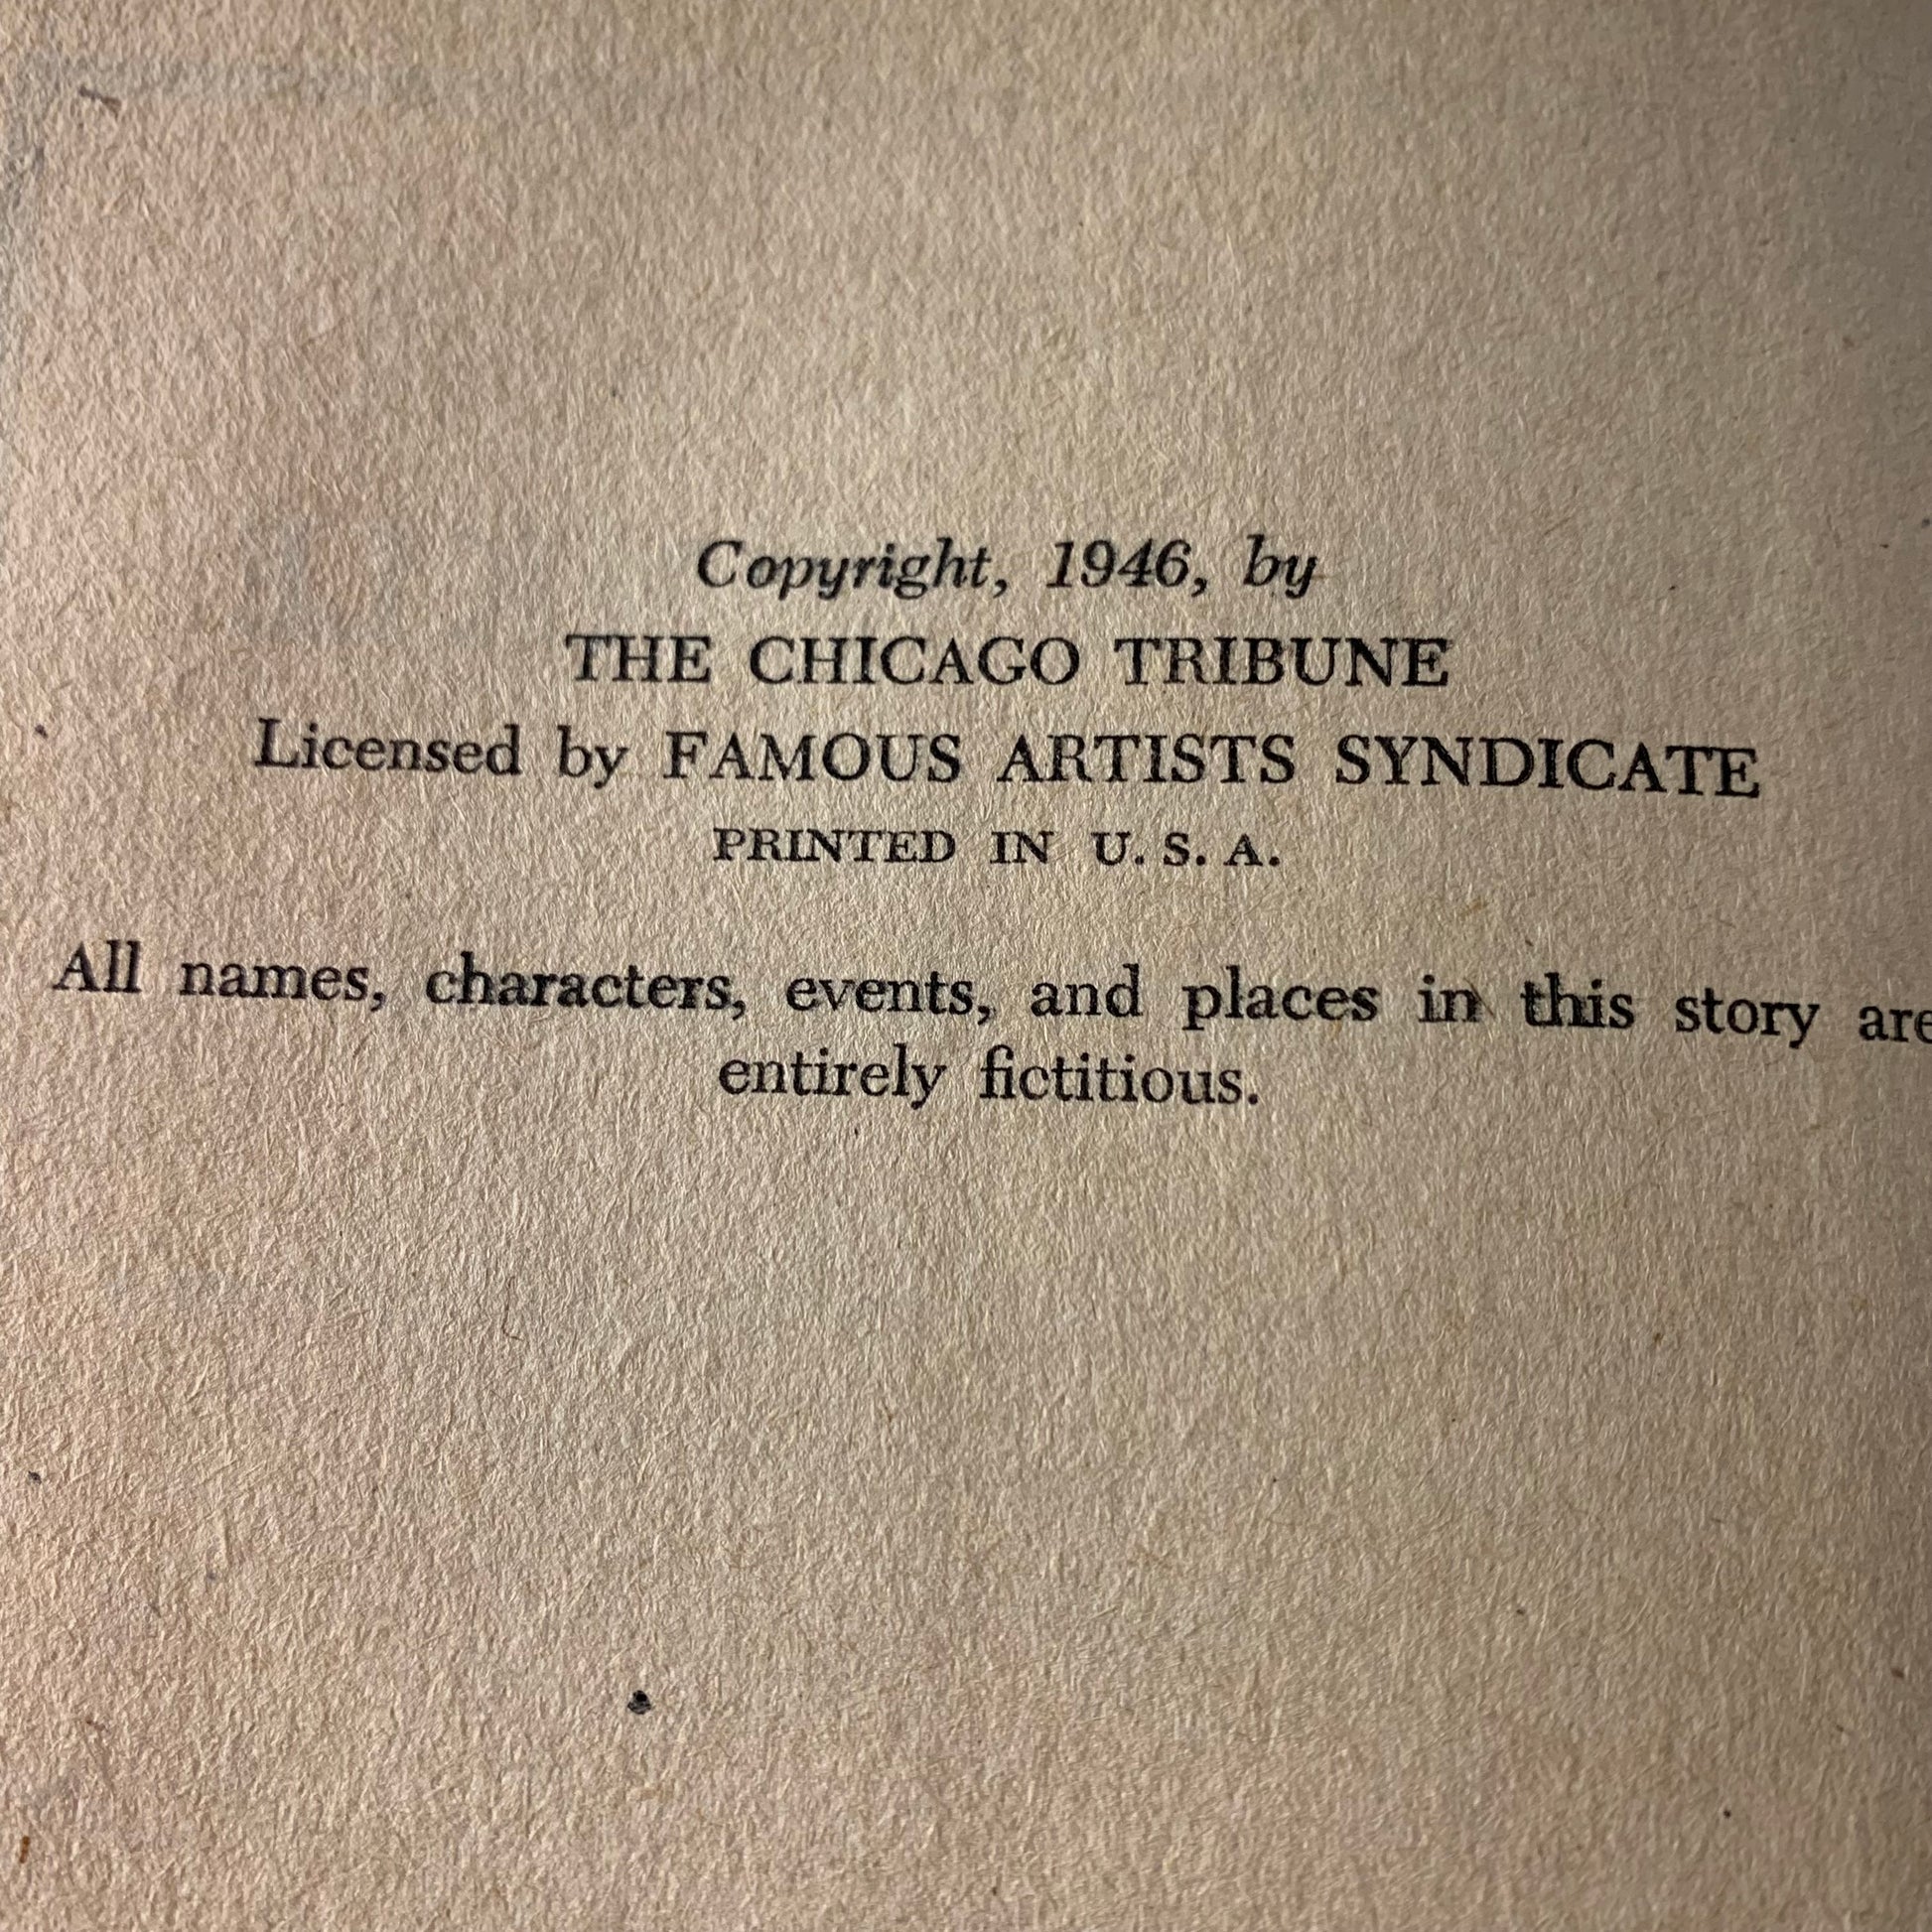 Copyright, 1946, by
THE CHICAGO TRIBUNE
Licensed by FAMOUS ARTISTS SYNDICATE
PRINTED IN U. S. A.
All names, characters, events, and places in this story are
entirely fictitious.